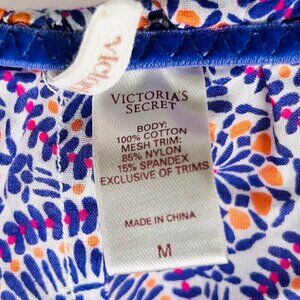 VICTORIA'S
SECRET
BODY:
100% COTTON
MESH TRIM:
85% NYLON
15% SPANDEX
EXCLUSIVE OF TRIMS
MADE IN CHINA
M